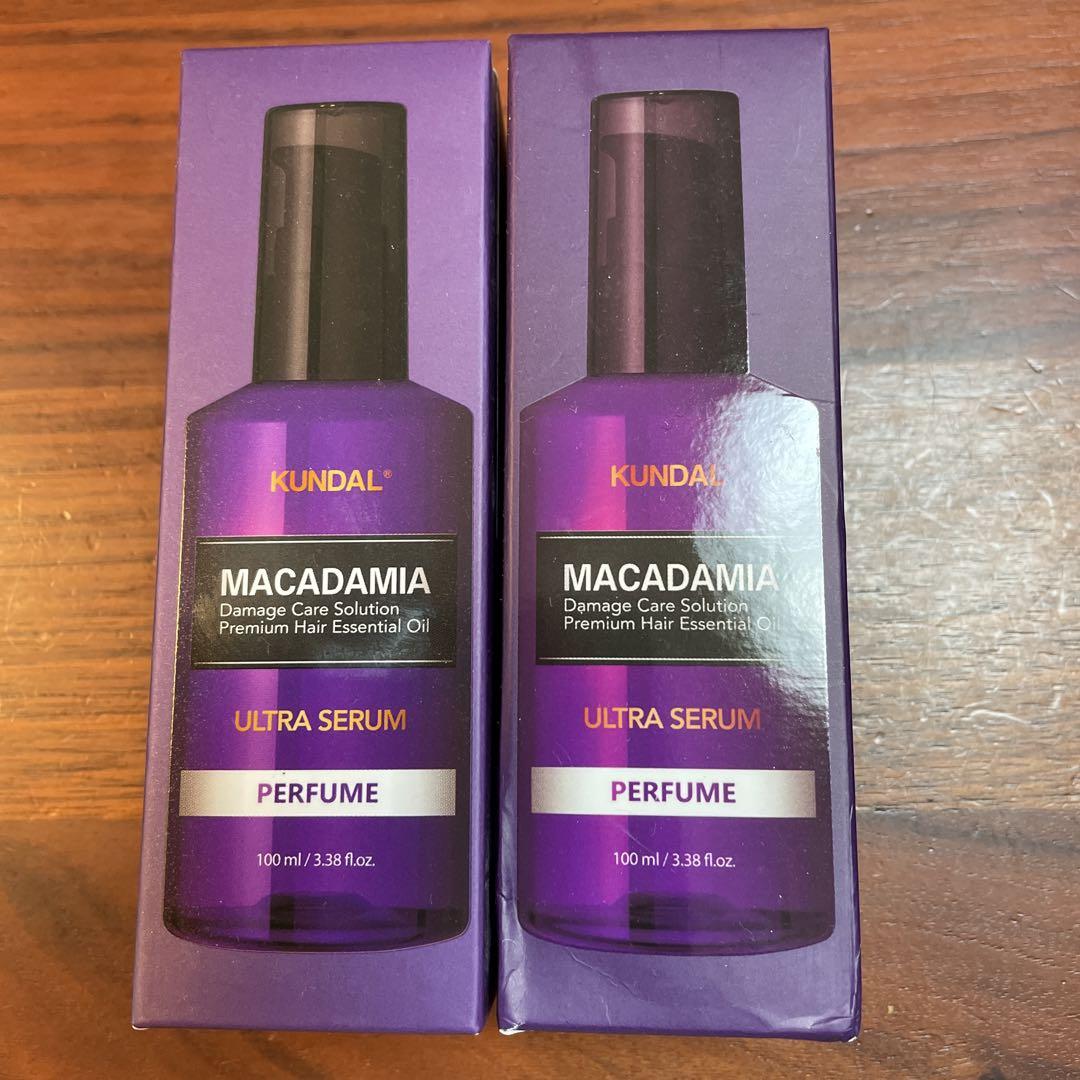 KUNDAL®
MACADAMIA
Damage Care Solution
Premium Hair Essential Oil
ULTRA SERUM
PERFUME
100 ml / 3.38 fl.oz.
KUNDAL
MACADAMIA
Damage Care Solution
Premium Hair Essential Oil
ULTRA SERUM
PERFUME
100 ml / 3.38 fl.oz.